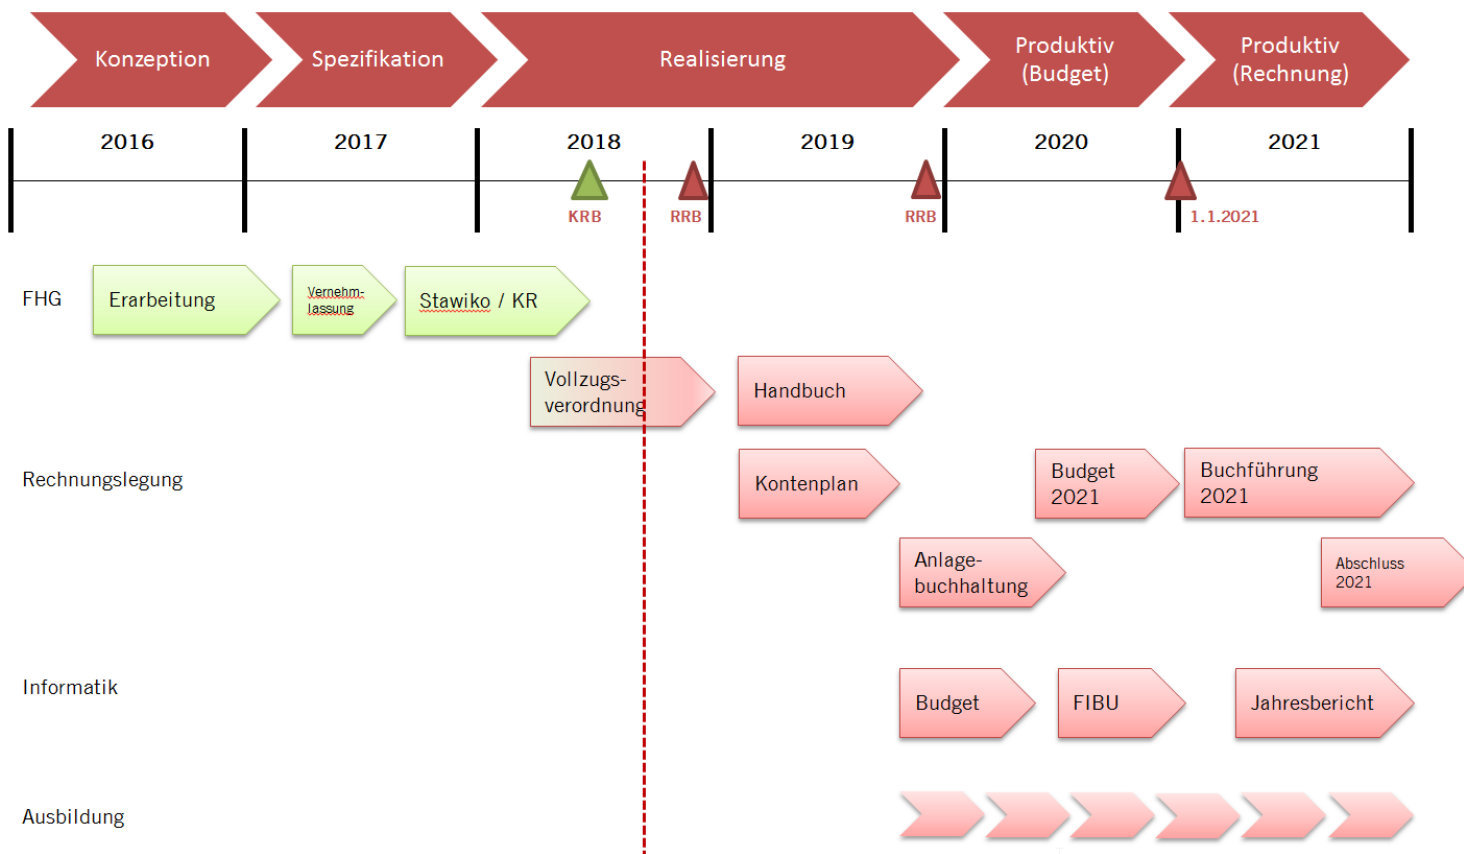 Konzeption
Spezifikation
Realisierung
Produktiv
(Budget)
Produktiv
(Rechnung)
2016
2017
2018
2019
2020
2021
KRB
RRB
RRB
1.1.2021
FHG
Erarbeitung
Vernehm-
lassung
Stawiko / KR
Vollzugs-
verordnung
Handbuch
Rechnungslegung
Kontenplan
Budget
2021
Buchführung
2021
Anlage-
buchhaltung
Abschluss
2021
Informatik
Budget
FIBU
Jahresbericht
Ausbildung